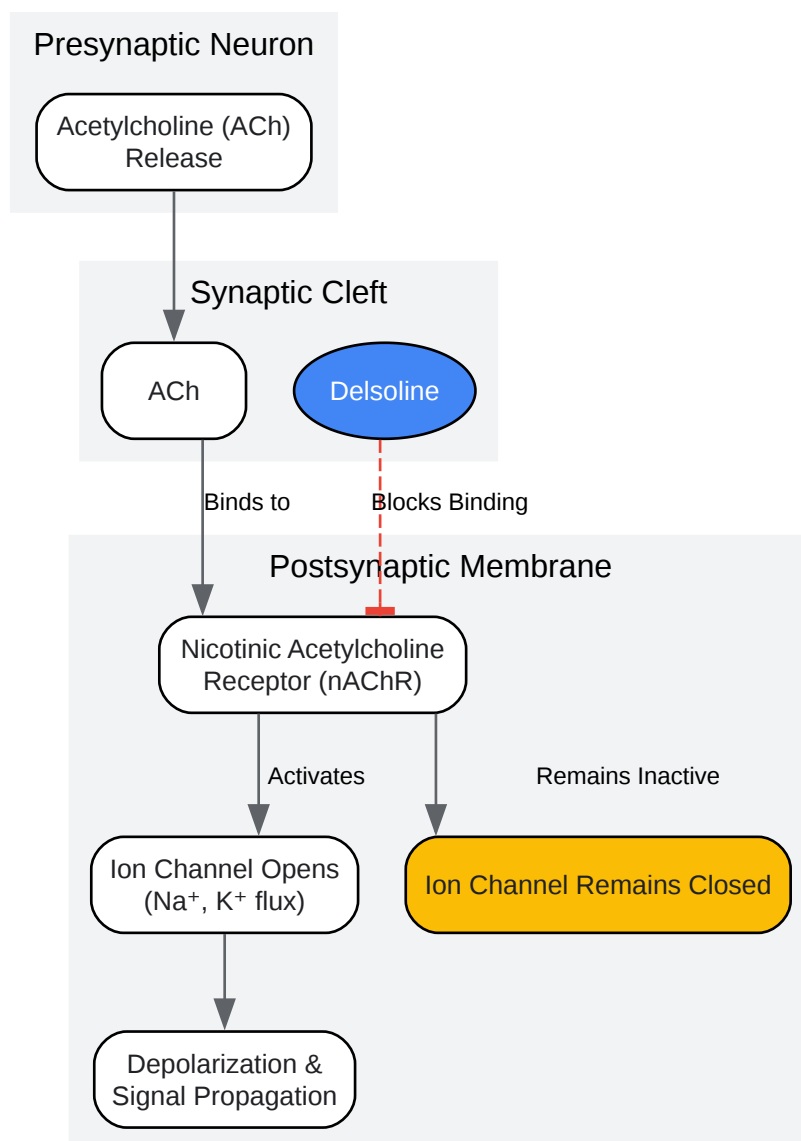 Presynaptic Neuron
Acetylcholine (ACh)
Release
Synaptic Cleft
ACh
Delsoline
Binds to
Blocks Binding
Postsynaptic Membrane
Nicotinic Acetylcholine
Receptor (nAChR)
Activates
Remains Inactive
Ion Channel Opens
(Na⁺, K⁺ flux)
Ion Channel Remains Closed
Depolarization &
Signal Propagation